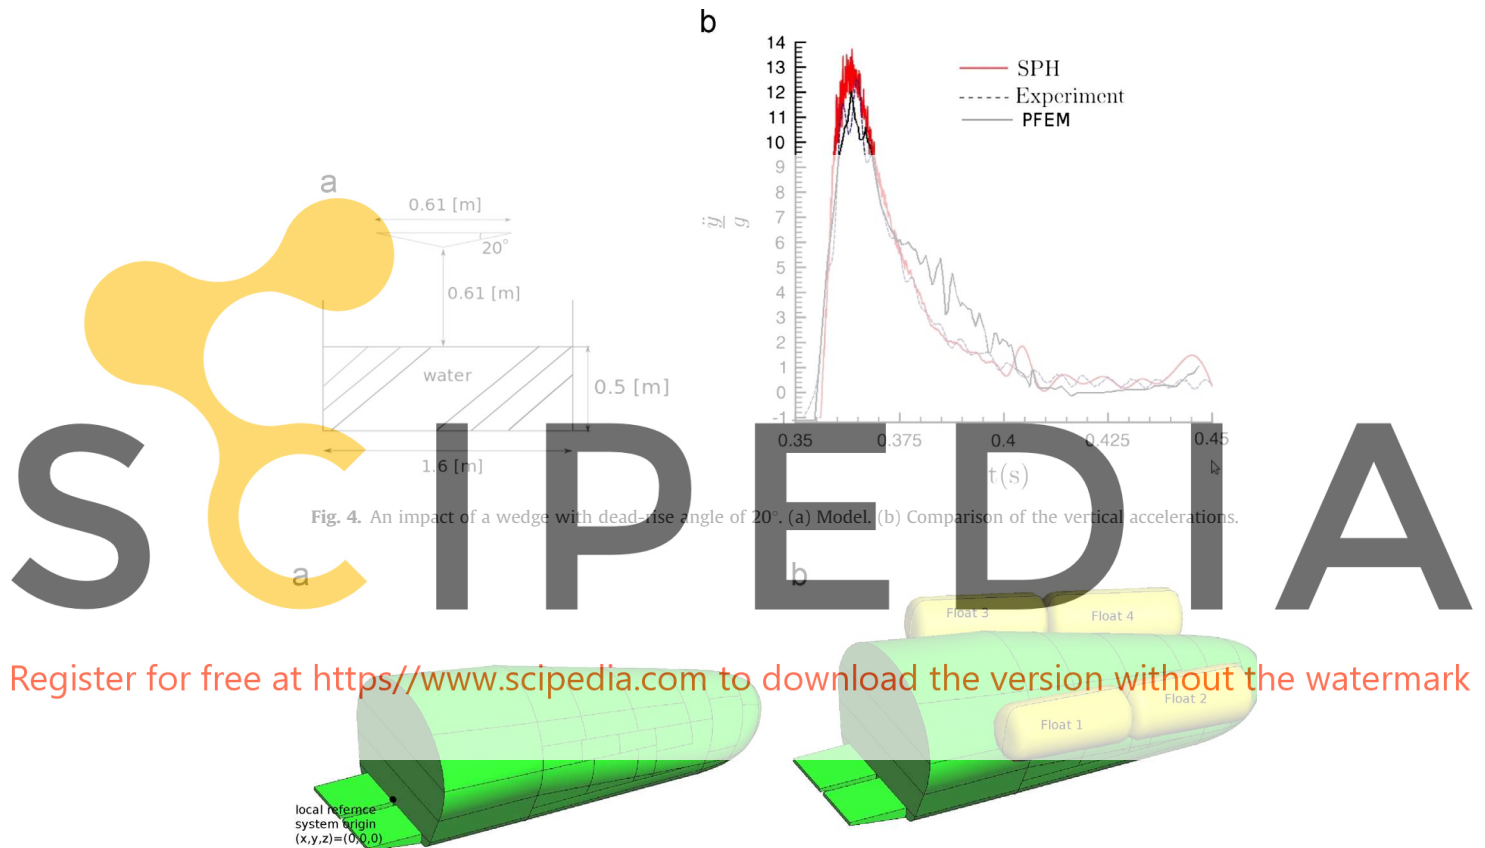 b
14
13
12
11
10
9
8
7
6
5
4
3
2
1
0
-1
SPH
Experiment
PFEM
ÿ
g
0.35 0.375 0.4 0.425 0.45
t(s)
a
0.61 [m]
20°
0.61 [m]
water
0.5 [m]
1.6 [m]
SCIPEDIA
Fig. 4. An impact of a wedge with dead-rise angle of 20°. (a) Model. (b) Comparison of the vertical accelerations.
a
b
Float 3
Float 4
Float 1
Float 2
Register for free at https//www.scipedia.com to download the version without the watermark
local refernce
system origin
(x,y,z)=(0,0,0)